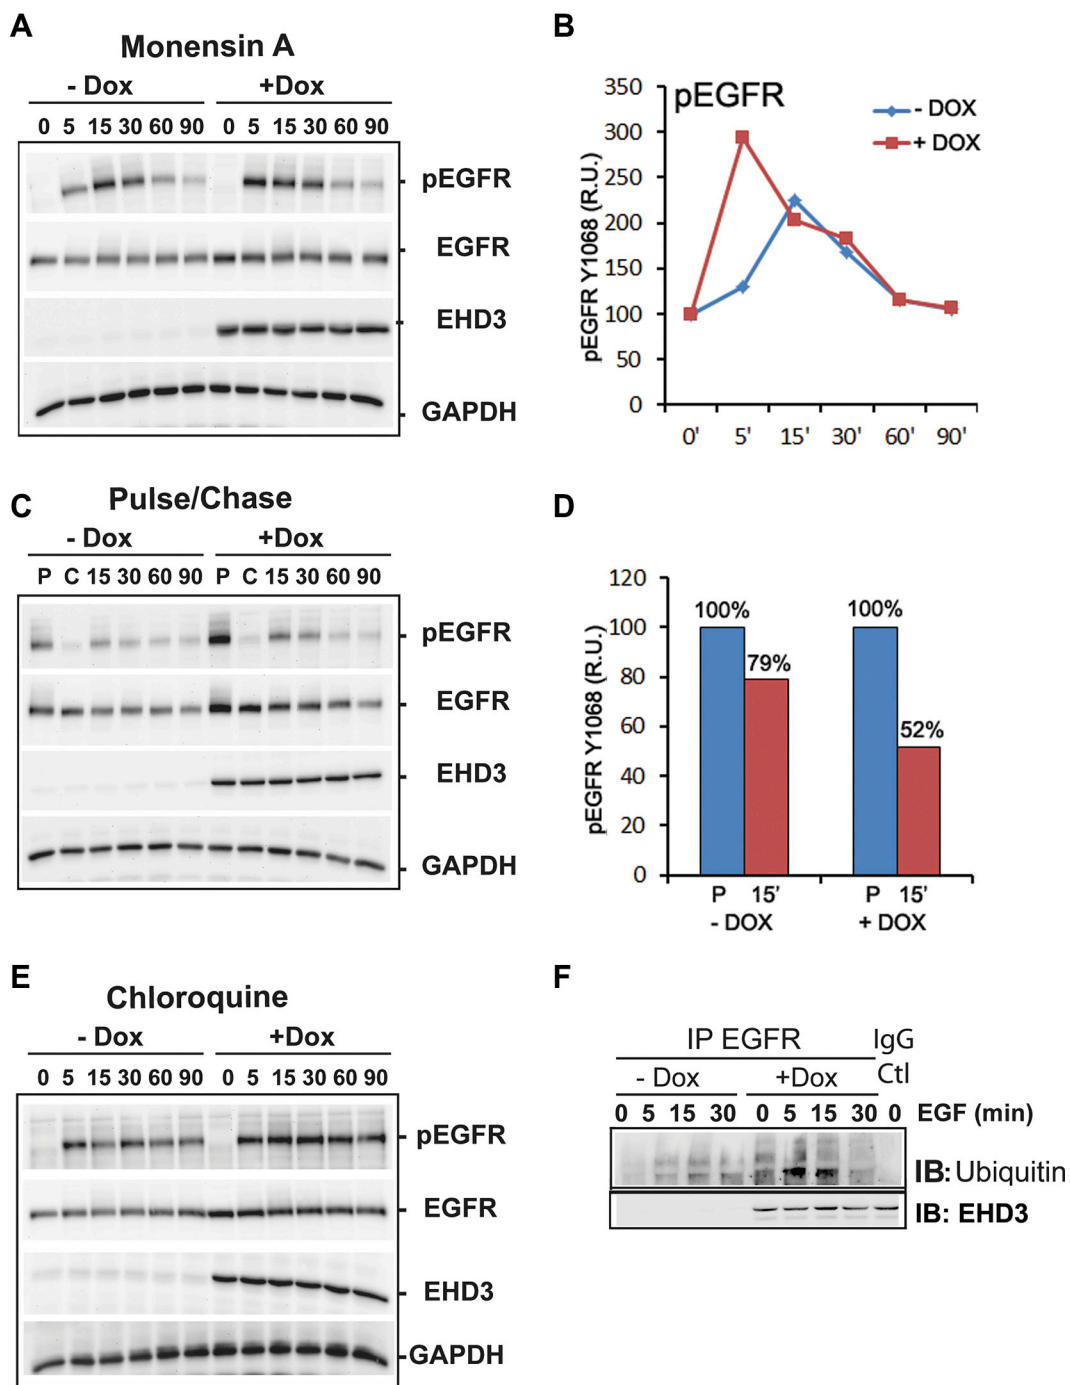 A
Monensin A
- Dox +Dox
0 5 15 30 60 90 0 5 15 30 60 90
pEGFR
EGFR
EHD3
GAPDH
B
pEGFR
- DOX
+ DOX
pEGFR Y1068 (R.U.)
350
300
250
200
150
100
50
0
0' 5' 15' 30' 60' 90'
C
Pulse/Chase
- Dox +Dox
P C 15 30 60 90 P C 15 30 60 90
pEGFR
EGFR
EHD3
GAPDH
D
pEGFR Y1068 (R.U.)
120
100
80
60
40
20
0
100% 79% 100% 52%
P 15’ P 15’
- DOX + DOX
E
Chloroquine
- Dox +Dox
0 5 15 30 60 90 0 5 15 30 60 90
pEGFR
EGFR
EHD3
GAPDH
F
IP EGFR IgG
- Dox +Dox Ctl
0 5 15 30 0 5 15 30 0 EGF (min)
IB: Ubiquitin
IB: EHD3